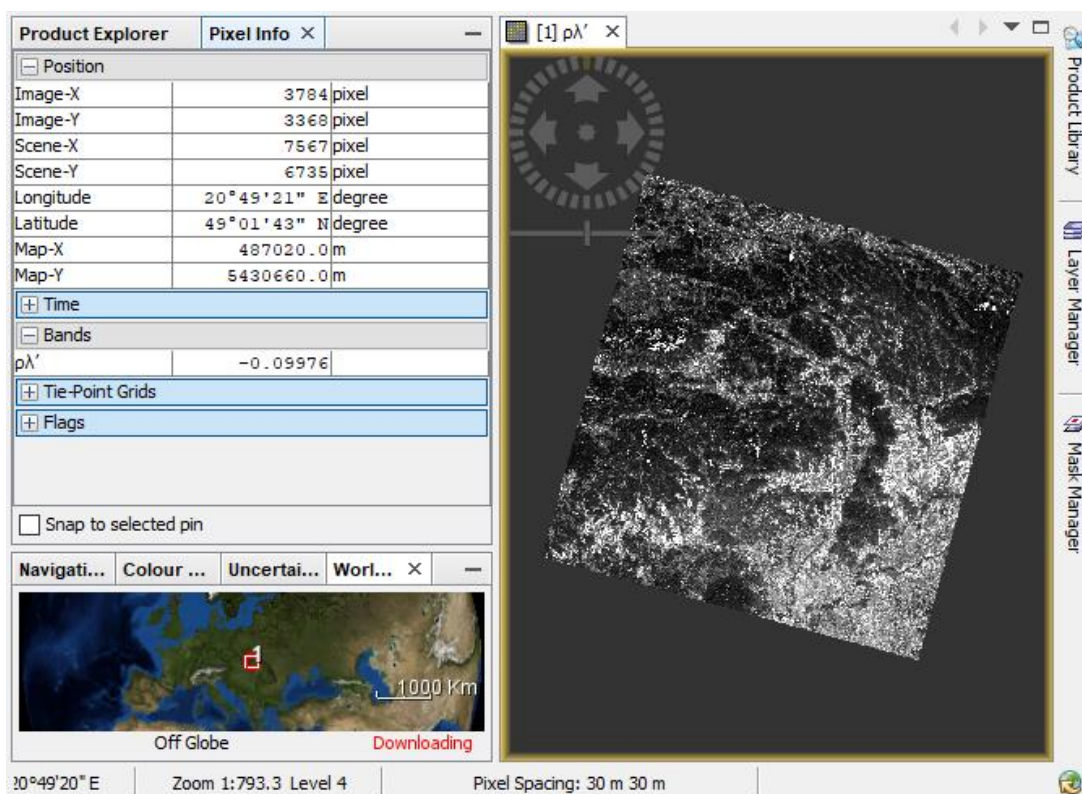 Product Explorer Pixel Info ×
Position
Image-X 3784 pixel
Image-Y 3368 pixel
Scene-X 7567 pixel
Scene-Y 6735 pixel
Longitude 20°49'21" E degree
Latitude 49°01'43" N degree
Map-X 487020.0 m
Map-Y 5430660.0 m
Time
Bands
ρλ′ -0.09976
Tie-Point Grids
Flags
Snap to selected pin
Navigati... Colour ... Uncertai... Worl... ×
1
1000 Km
Off Globe Downloading
[1] ρλ′ ×
Product Library
Layer Manager
Mask Manager
20°49'20" E Zoom 1:793.3 Level 4 Pixel Spacing: 30 m 30 m